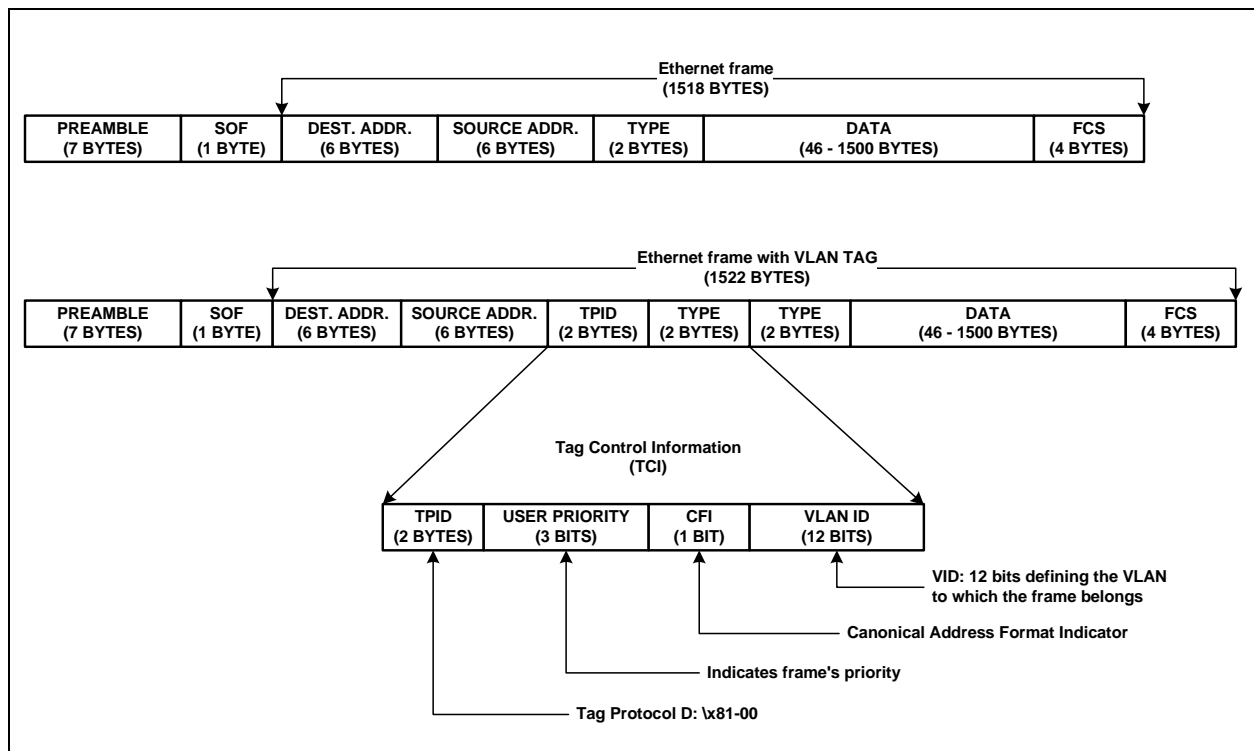 Ethernet frame
(1518 BYTES)
PREAMBLE
(7 BYTES)
SOF
(1 BYTE)
DEST. ADDR.
(6 BYTES)
SOURCE ADDR.
(6 BYTES)
TYPE
(2 BYTES)
DATA
(46 - 1500 BYTES)
FCS
(4 BYTES)
Ethernet frame with VLAN TAG
(1522 BYTES)
PREAMBLE
(7 BYTES)
SOF
(1 BYTE)
DEST. ADDR.
(6 BYTES)
SOURCE ADDR.
(6 BYTES)
TPID
(2 BYTES)
TYPE
(2 BYTES)
TYPE
(2 BYTES)
DATA
(46 - 1500 BYTES)
FCS
(4 BYTES)
Tag Control Information
(TCI)
TPID
(2 BYTES)
USER PRIORITY
(3 BITS)
CFI
(1 BIT)
VLAN ID
(12 BITS)
VID: 12 bits defining the VLAN
to which the frame belongs
Canonical Address Format Indicator
Indicates frame's priority
Tag Protocol D: \x81-00